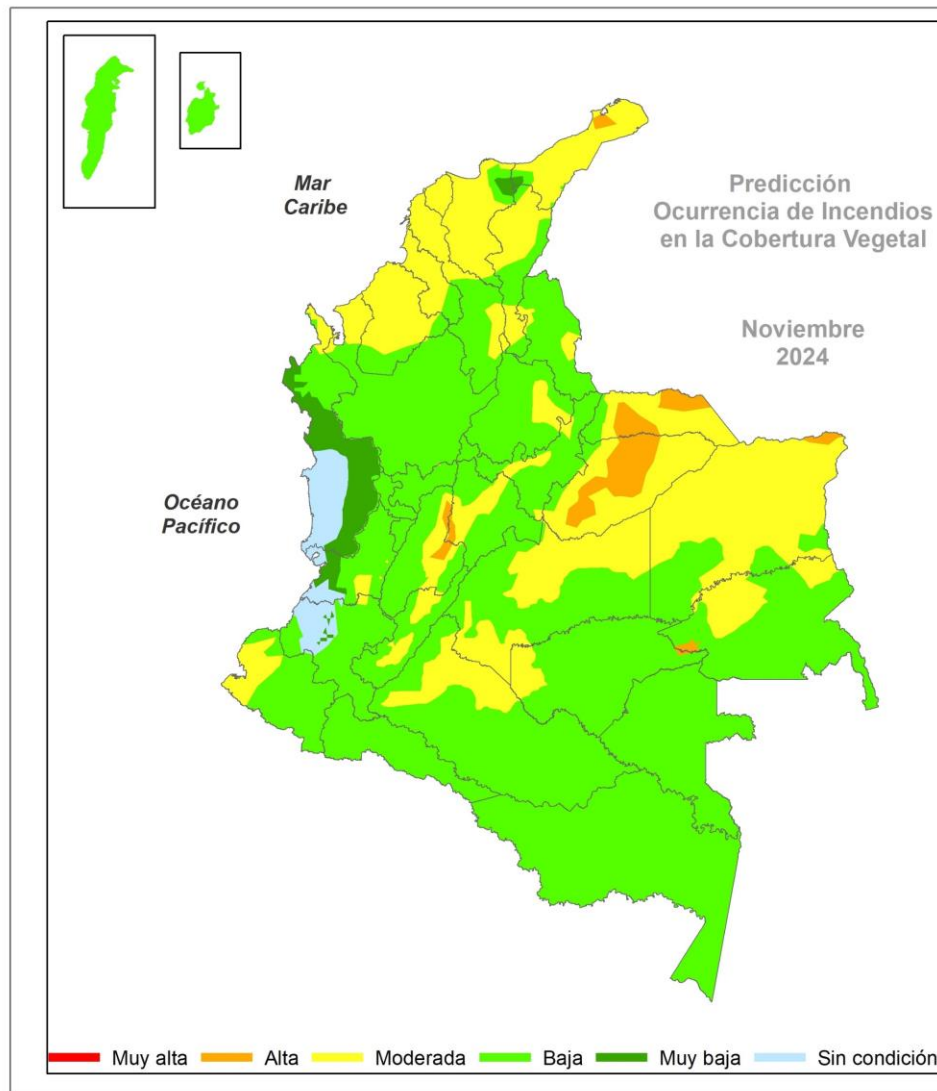 Mar
Caribe
Predicción
Ocurrencia de Incendios
en la Cobertura Vegetal
Noviembre
2024
Océano
Pacífico
Muy alta
Alta
Moderada
Baja
Muy baja
Sin condición